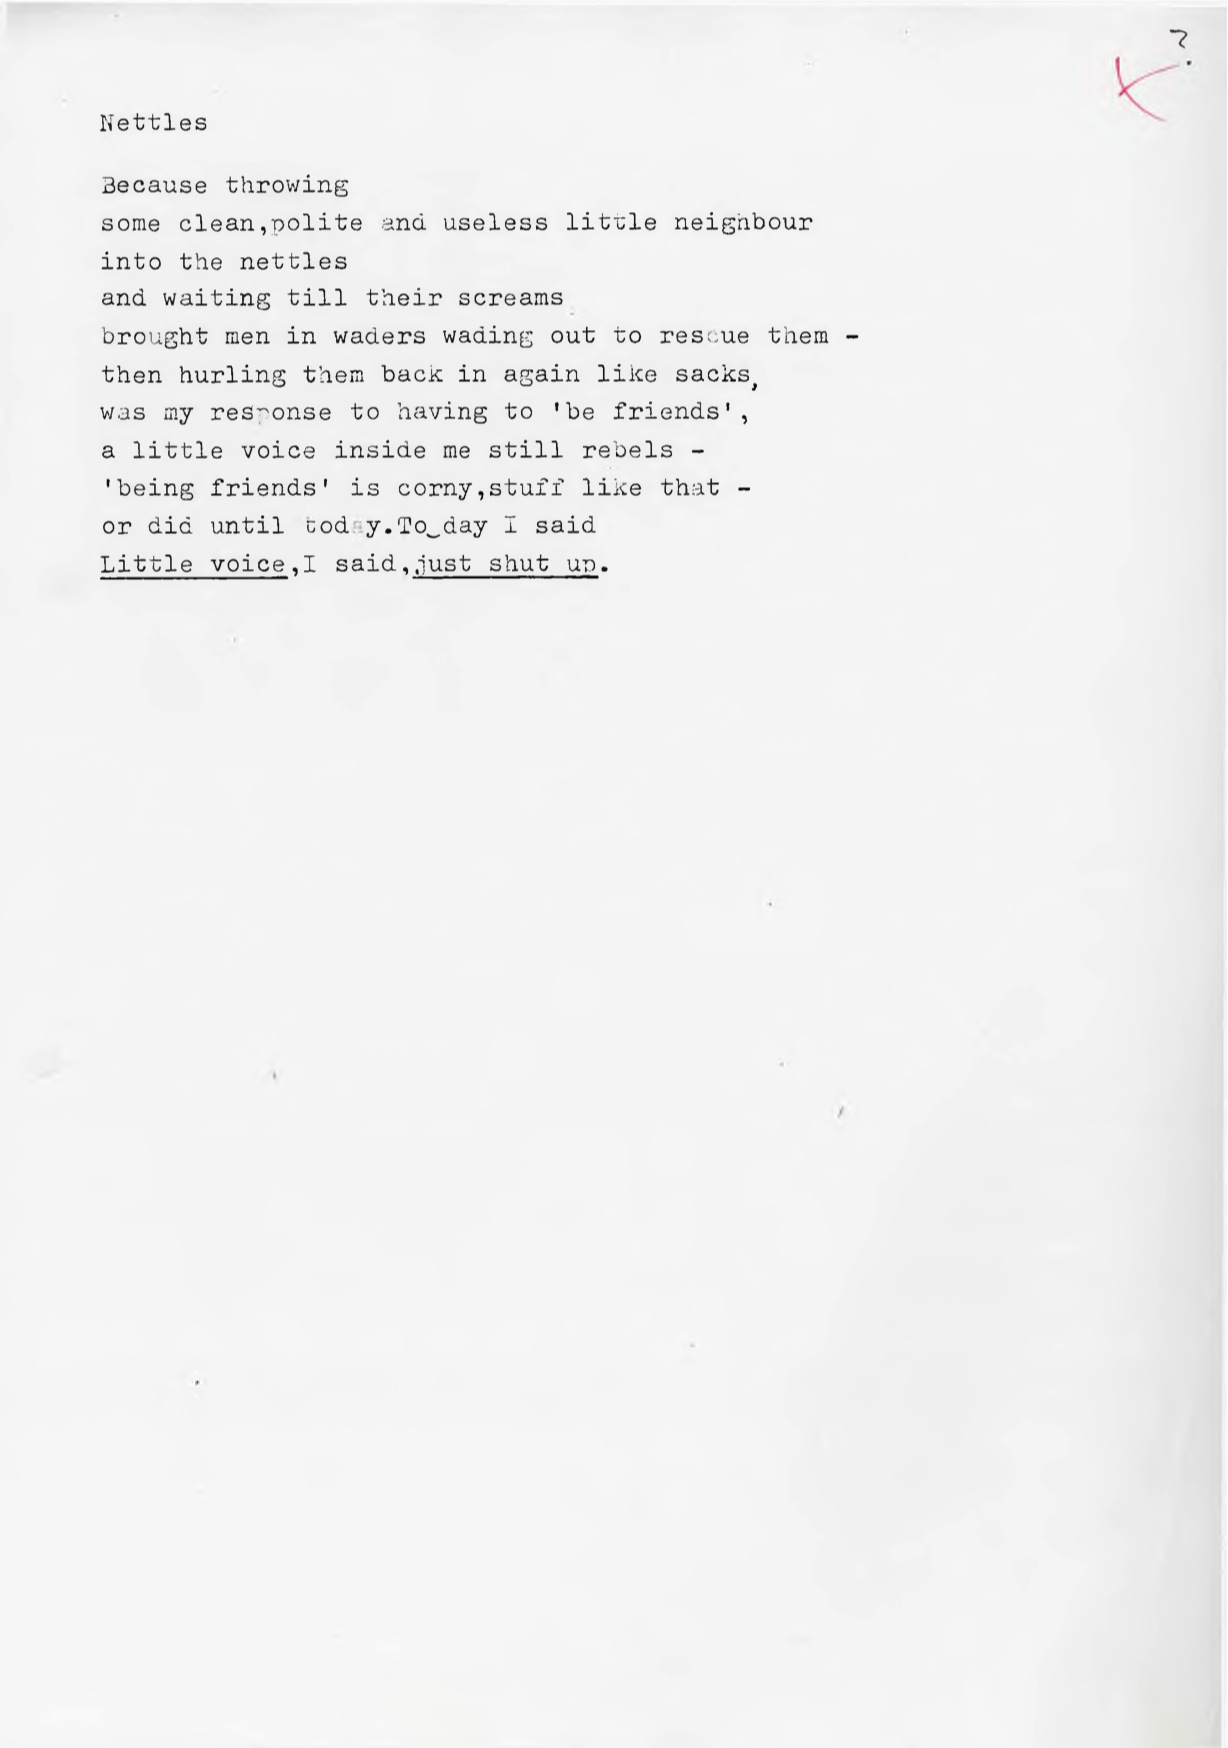 ?
Nettles
Because throwing
some clean,polite and useless little neighbour
into the nettles
and waiting till their screams
brought men in waders wading out to rescue them -
then hurling them back in again like sacks,
was my response to having to 'be friends',
a little voice inside me still rebels -
'being friends' is corny,stuff like that -
or did until today.To day I said
Little voice,I said,just shut up.